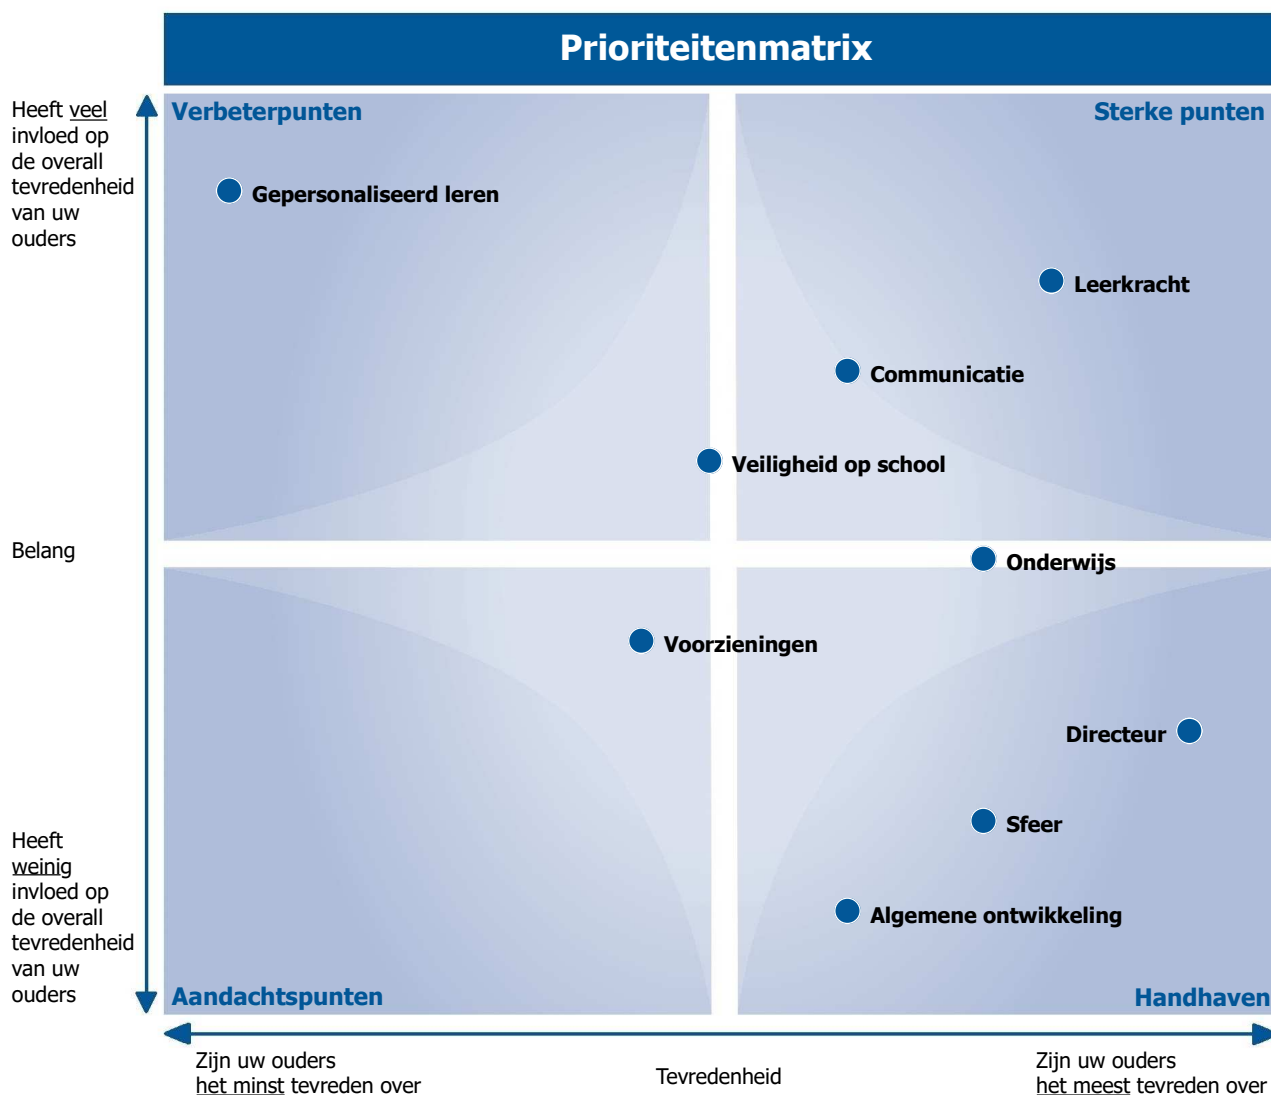 Prioriteitenmatrix
Heeft veel
invloed op
de overall
tevredenheid
van uw
ouders
Verbeterpunten
Sterke punten
Gepersonaliseerd leren
Leerkracht
Communicatie
Veiligheid op school
Belang
Onderwijs
Voorzieningen
Directeur
Sfeer
Algemene ontwikkeling
Heeft
weinig
invloed op
de overall
tevredenheid
van uw
ouders
Aandachtspunten
Handhaven
Zijn uw ouders
het minst tevreden over
Tevredenheid
Zijn uw ouders
het meest tevreden over